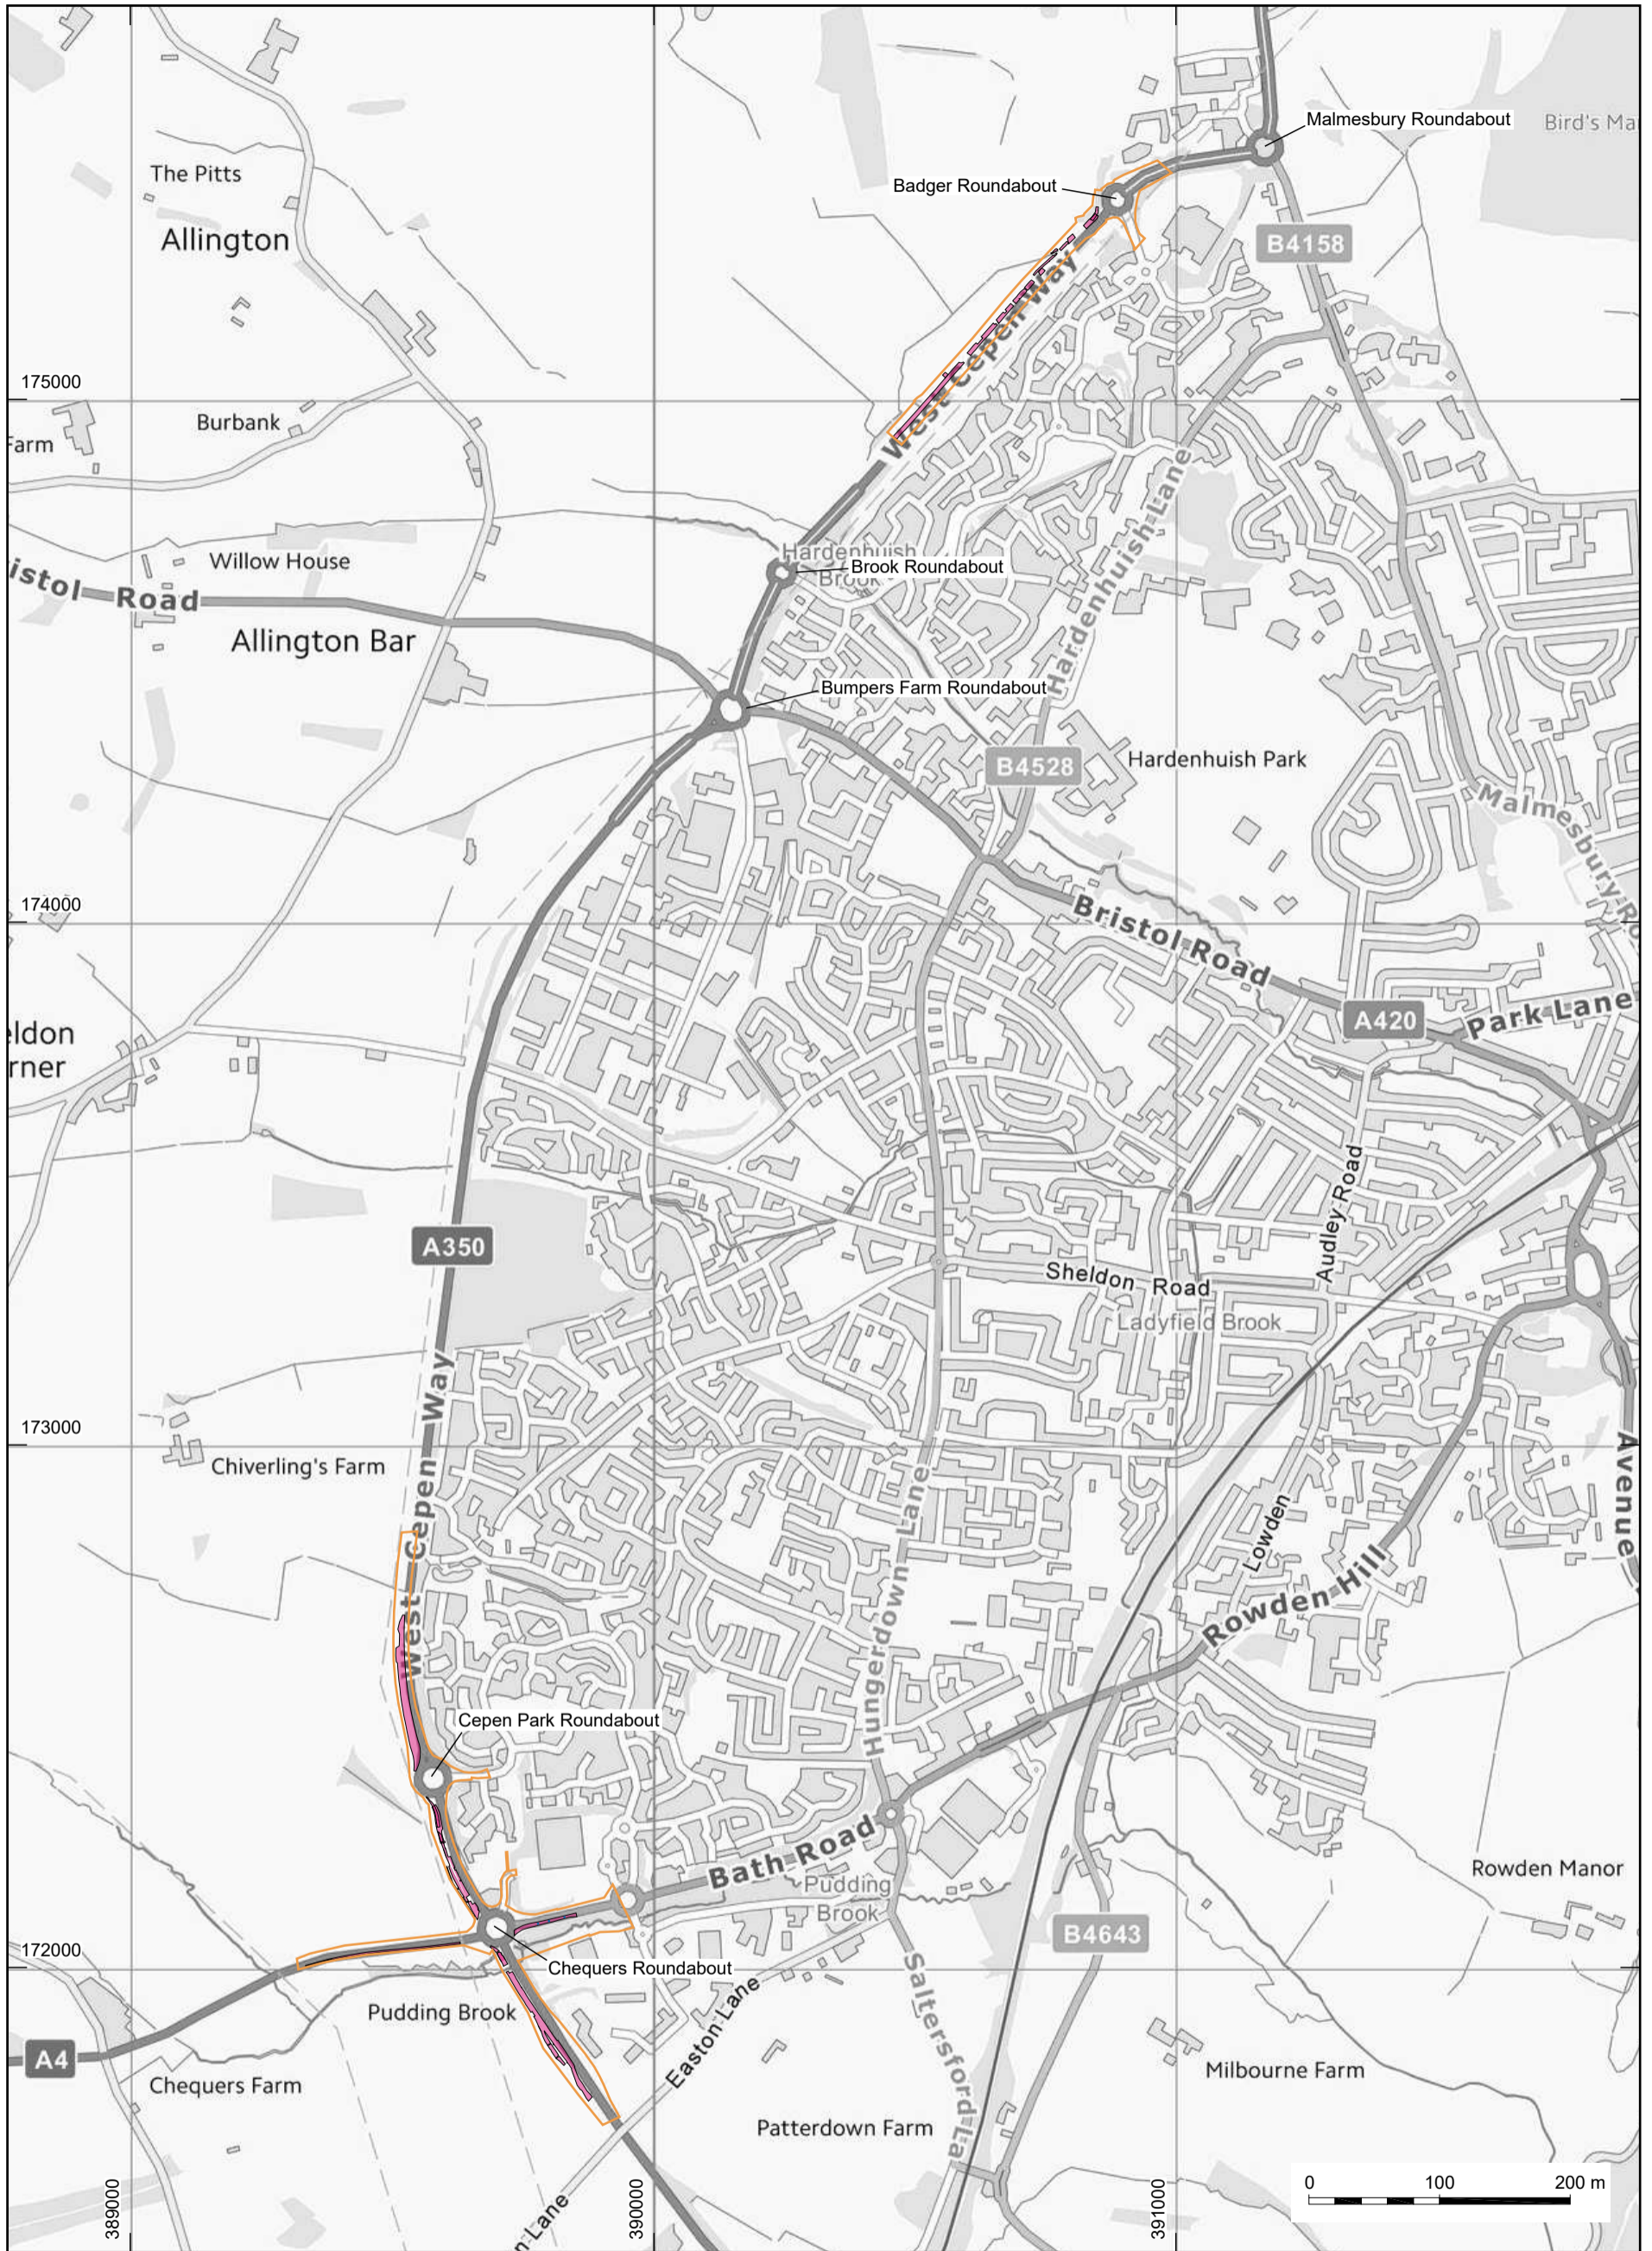 Malmesbury Roundabout
Bird's Ma
The Pitts
Badger Roundabout
Allington
B4158
West Cepen Way
175000
Burbank
Farm
Hardenhuish Lane
Willow House
Hardenhuish
Brook
Brook Roundabout
istol Road
Allington Bar
Bumpers Farm Roundabout
B4528
Hardenhuish Park
Malmesbury Ro
174000
Bristol Road
A420
Park Lane
eldon
rner
Audley Road
A350
Sheldon Road
Ladyfield Brook
West Cepen Way
173000
Chiverling's Farm
Avenue
Hungerdown Lane
Lowden
Rowden Hill
West
Cepen Park Roundabout
Bath Road
Pudding
Brook
Rowden Manor
B4643
172000
Chequers Roundabout
Pudding Brook
Easton Lane
Saltersford La
A4
Milbourne Farm
Chequers Farm
Patterdown Farm
n Lane
389000
390000
391000
0 100 200 m